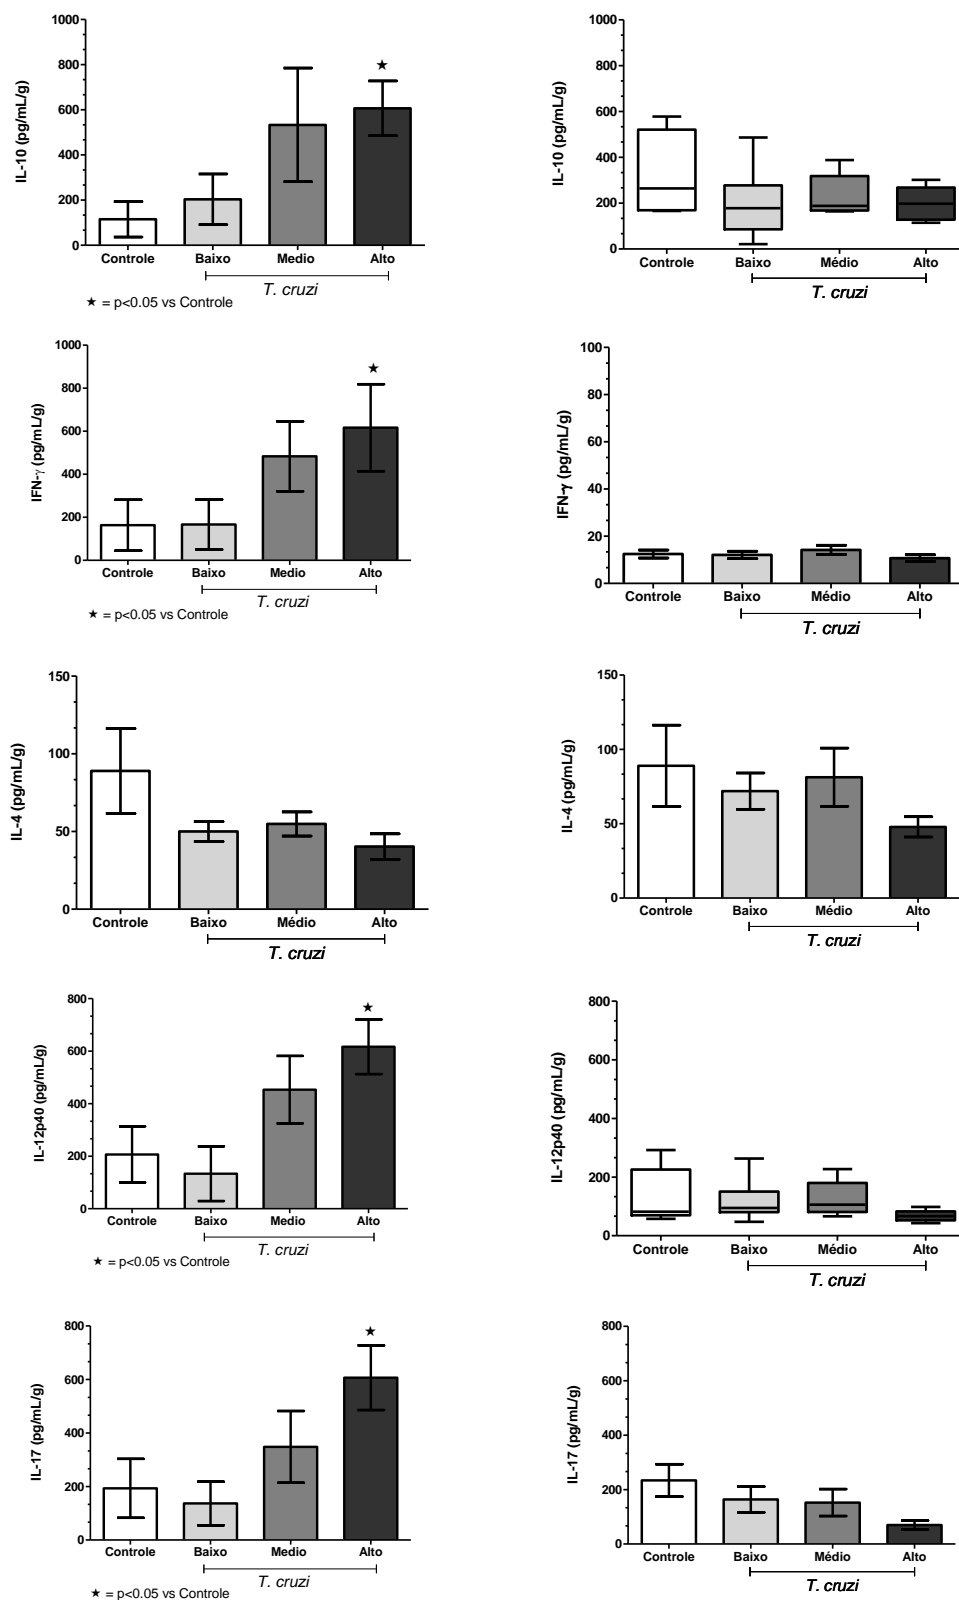 IL-10 (pg/mL/g)
1000
800
600
400
200
0
★
Controle Baixo Medio Alto
T. cruzi
★ = p<0.05 vs Controle
IL-10 (pg/mL/g)
1000
800
600
400
200
0
Controle Baixo Médio Alto
T. cruzi
IFN-γ (pg/mL/g)
1000
800
600
400
200
0
★
Controle Baixo Medio Alto
T. cruzi
★ = p<0.05 vs Controle
IFN-γ (pg/mL/g)
100
80
60
40
20
0
Controle Baixo Médio Alto
T. cruzi
IL-4 (pg/mL/g)
150
100
50
0
Controle Baixo Médio Alto
T. cruzi
IL-4 (pg/mL/g)
150
100
50
0
Controle Baixo Médio Alto
T. cruzi
IL-12p40 (pg/mL/g)
800
600
400
200
0
★
Controle Baixo Medio Alto
T. cruzi
★ = p<0.05 vs Controle
IL-12p40 (pg/mL/g)
800
600
400
200
0
Controle Baixo Médio Alto
T. cruzi
IL-17 (pg/mL/g)
800
600
400
200
0
★
Controle Baixo Medio Alto
T. cruzi
★ = p<0.05 vs Controle
IL-17 (pg/mL/g)
800
600
400
200
0
Controle Baixo Médio Alto
T. cruzi